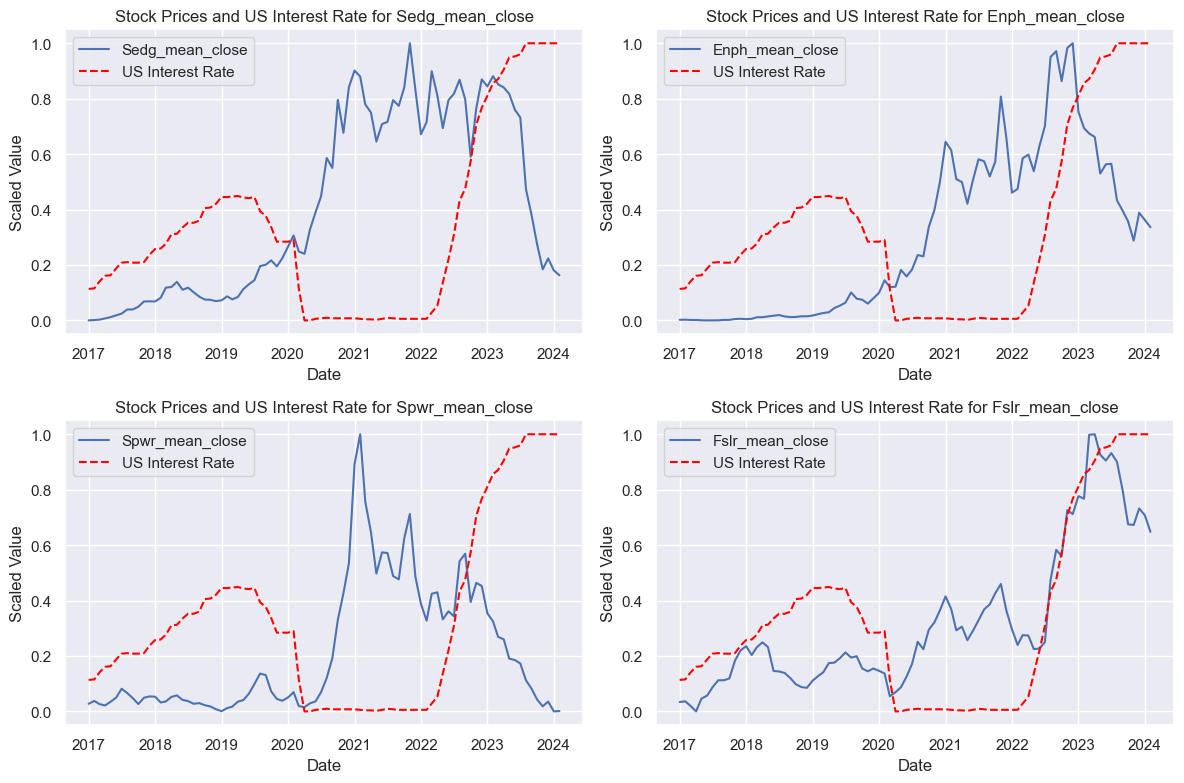 Stock Prices and US Interest Rate for Sedg_mean_close
Sedg_mean_close
US Interest Rate
Scaled Value
1.0
0.8
0.6
0.4
0.2
0.0
2017 2018 2019 2020 2021 2022 2023 2024
Date
Stock Prices and US Interest Rate for Enph_mean_close
Enph_mean_close
US Interest Rate
Scaled Value
1.0
0.8
0.6
0.4
0.2
0.0
2017 2018 2019 2020 2021 2022 2023 2024
Date
Stock Prices and US Interest Rate for Spwr_mean_close
Spwr_mean_close
US Interest Rate
Scaled Value
1.0
0.8
0.6
0.4
0.2
0.0
2017 2018 2019 2020 2021 2022 2023 2024
Date
Stock Prices and US Interest Rate for Fslr_mean_close
Fslr_mean_close
US Interest Rate
Scaled Value
1.0
0.8
0.6
0.4
0.2
0.0
2017 2018 2019 2020 2021 2022 2023 2024
Date